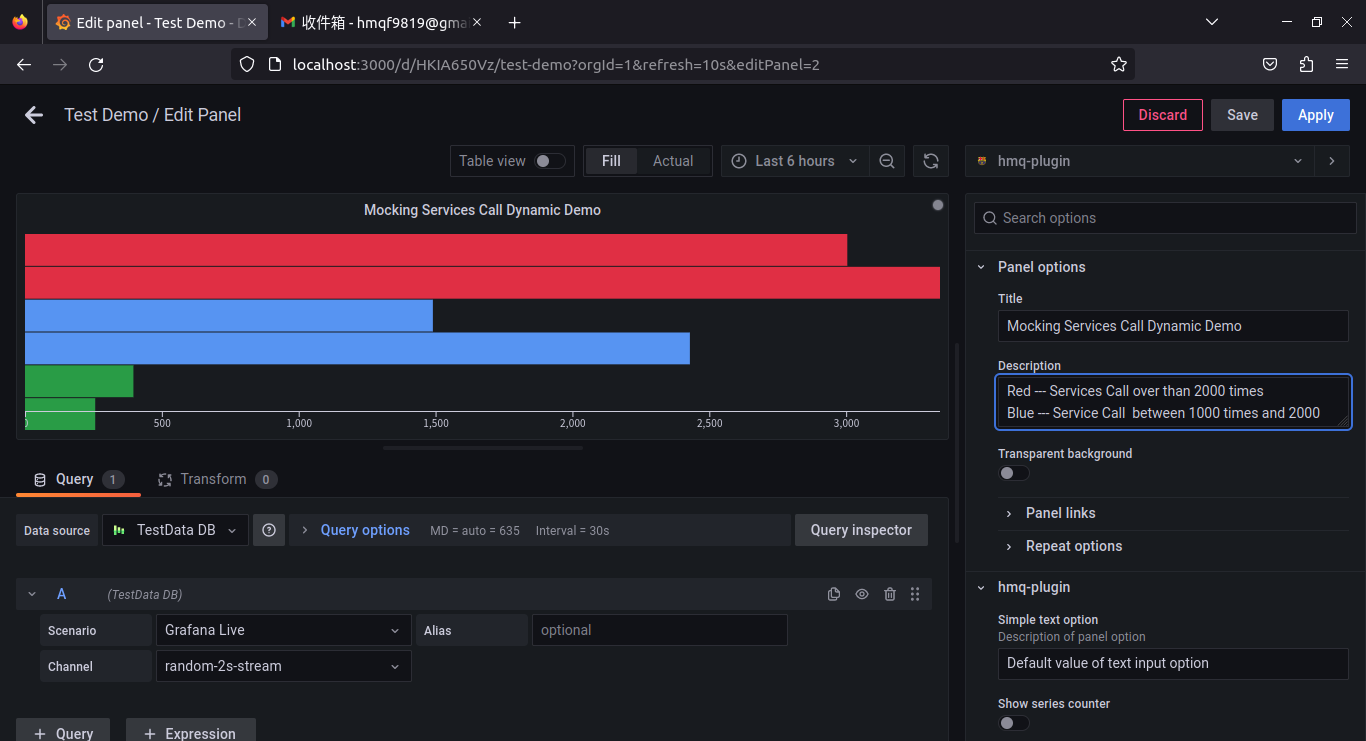 Edit panel - Test Demo - D
收件箱 - hmqf9819@gma
localhost:3000/d/HKIA650Vz/test-demo?orgId=1&refresh=10s&editPanel=2
Test Demo / Edit Panel
Discard
Save
Apply
Table view
Fill
Actual
Last 6 hours
hmq-plugin
Mocking Services Call Dynamic Demo
0
500
1,000
1,500
2,000
2,500
3,000
Search options
Panel options
Title
Mocking Services Call Dynamic Demo
Description
Red --- Services Call over than 2000 times
Blue --- Service Call  between 1000 times and 2000
Transparent background
Panel links
Repeat options
hmq-plugin
Simple text option
Description of panel option
Default value of text input option
Show series counter
Query 1
Transform 0
Data source
TestData DB
Query options
MD = auto = 635
Interval = 30s
Query inspector
A
(TestData DB)
Scenario
Grafana Live
Alias
optional
Channel
random-2s-stream
+ Query
+ Expression